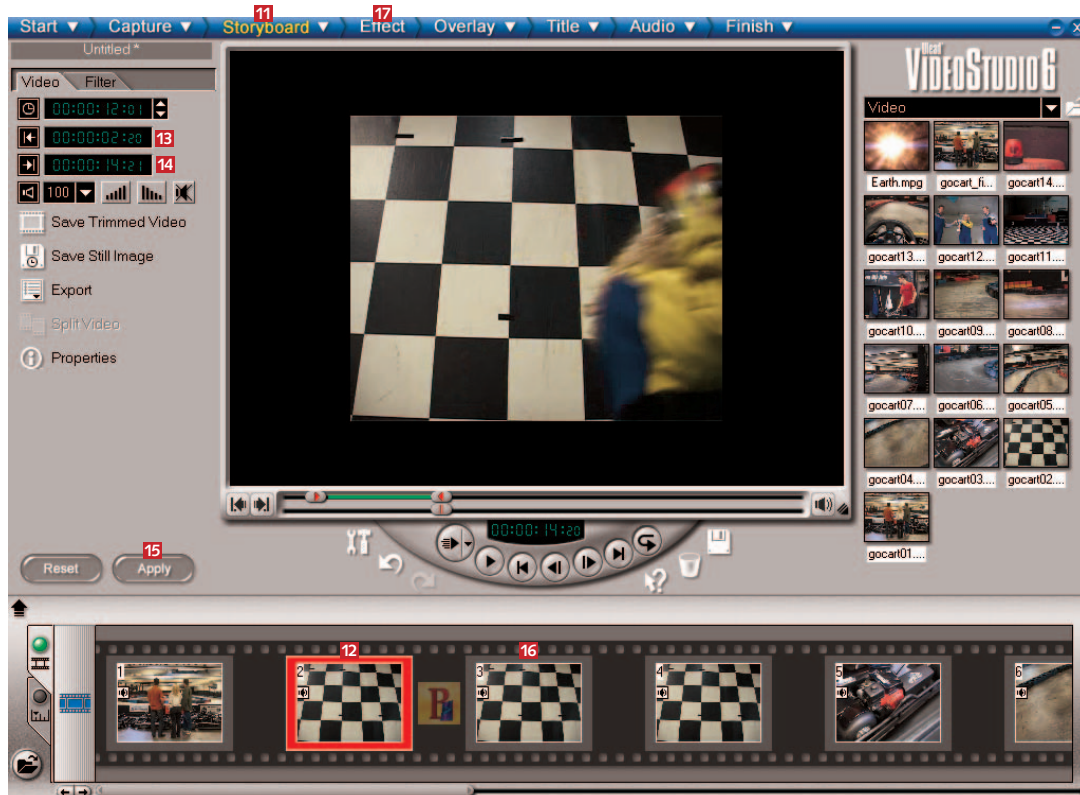 11 17
Start ▼ Capture ▼ Storyboard ▼ Effect Overlay ▼ Title ▼ Audio ▼ Finish ▼
Untitled *
Ulead
VIDEOSTUDIO 6
Video Filter
00:00:12:01
00:00:02:20 13
00:00:14:21 14
100
Save Trimmed Video
Save Still Image
Export
Split Video
Properties
Video
Earth.mpg gocart_fi... gocart14....
gocart13.... gocart12.... gocart11....
gocart10.... gocart09.... gocart08....
gocart07.... gocart06.... gocart05....
gocart04.... gocart03.... gocart02....
gocart01....
00:00:14:20
15
Reset Apply
12 16
1 2 3 4 5 6